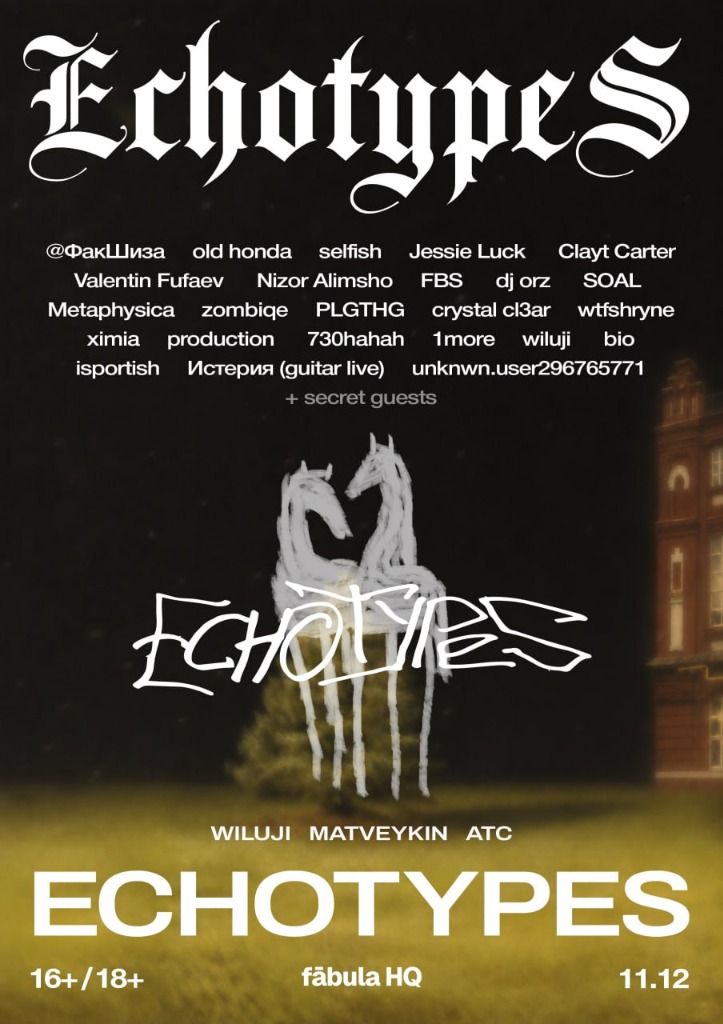 EchotypeS
@ФакШиза old honda selfish Jessie Luck Clayt Carter
Valentin Fufaev Nizor Alimsho FBS dj orz SOAL
Metaphysica zombiqe PLGTHG crystal cl3ar wtfshryne
ximia production 730hahah 1more wiluji bio
isportish Истерия (guitar live) unknwn.user296765771
+ secret guests
ECHOTYPES
WILUJI MATVEYKIN ATC
ECHOTYPES
16+/18+ fābula HQ 11.12